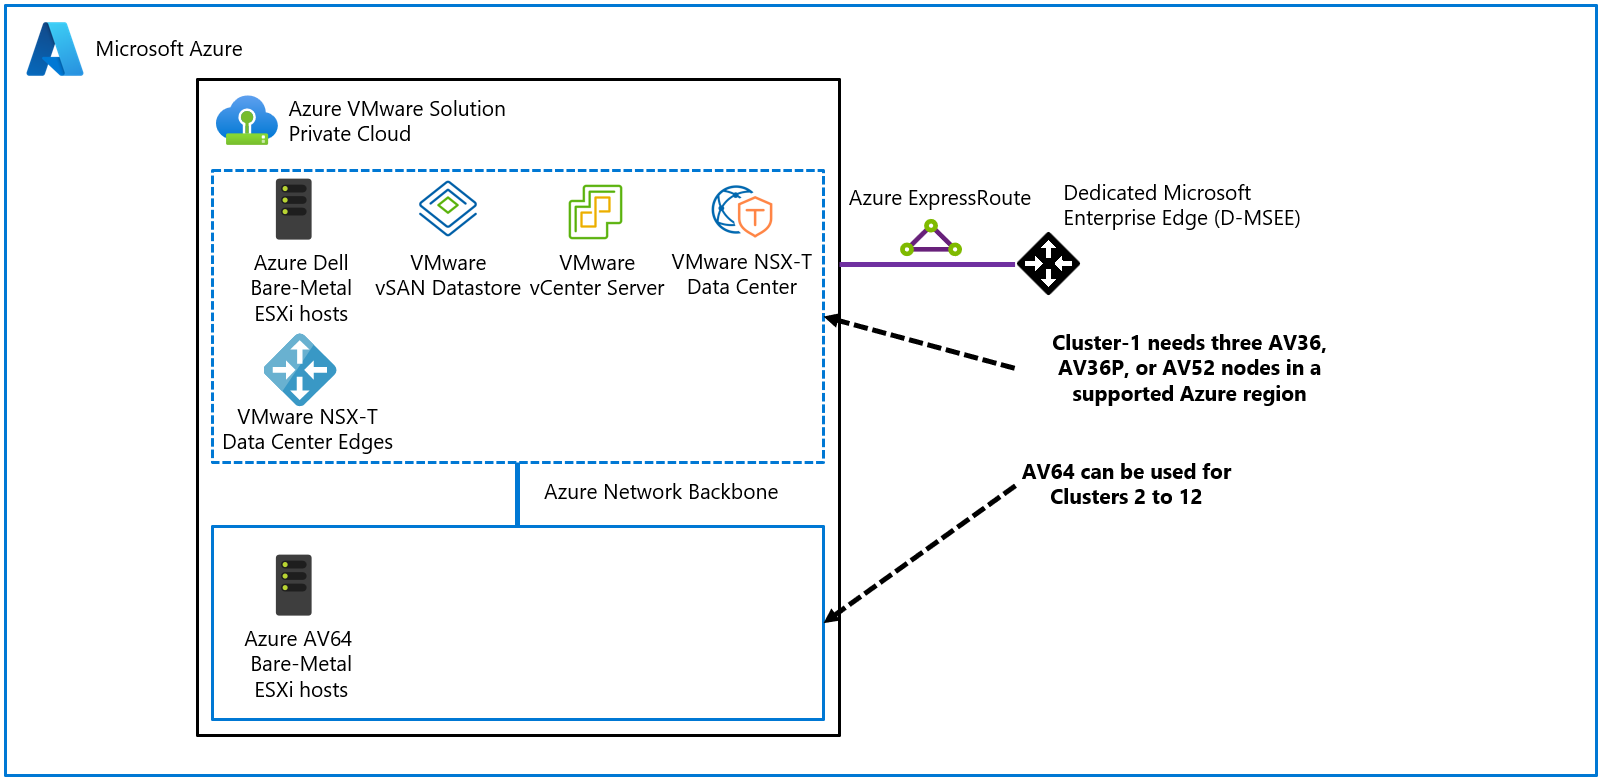 Microsoft Azure
Azure VMware Solution
Private Cloud
Azure Dell
Bare-Metal
ESXi hosts
VMware
vSAN Datastore
VMware
vCenter Server
VMware NSX-T
Data Center
VMware NSX-T
Data Center Edges
Azure ExpressRoute
Dedicated Microsoft
Enterprise Edge (D-MSEE)
Cluster-1 needs three AV36,
AV36P, or AV52 nodes in a
supported Azure region
Azure Network Backbone
AV64 can be used for
Clusters 2 to 12
Azure AV64
Bare-Metal
ESXi hosts